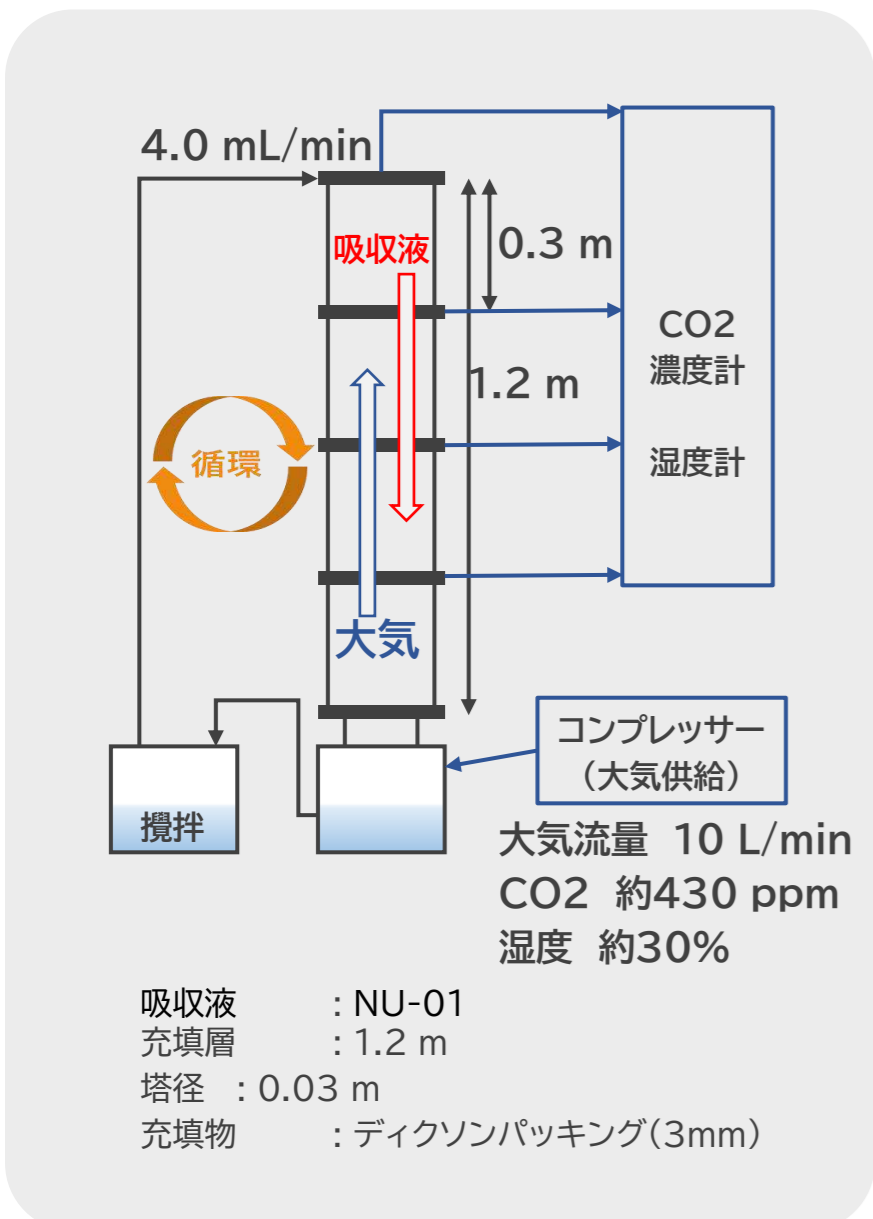 4.0 mL/min
吸収液
0.3 m
CO2
濃度計
1.2 m
循環
湿度計
大気
コンプレッサー
（大気供給）
攪拌
大気流量 10 L/min
CO2 約430 ppm
湿度 約30%
吸収液 : NU-01
充填層 : 1.2 m
塔径 : 0.03 m
充填物 : ディクソンパッキング(3mm)